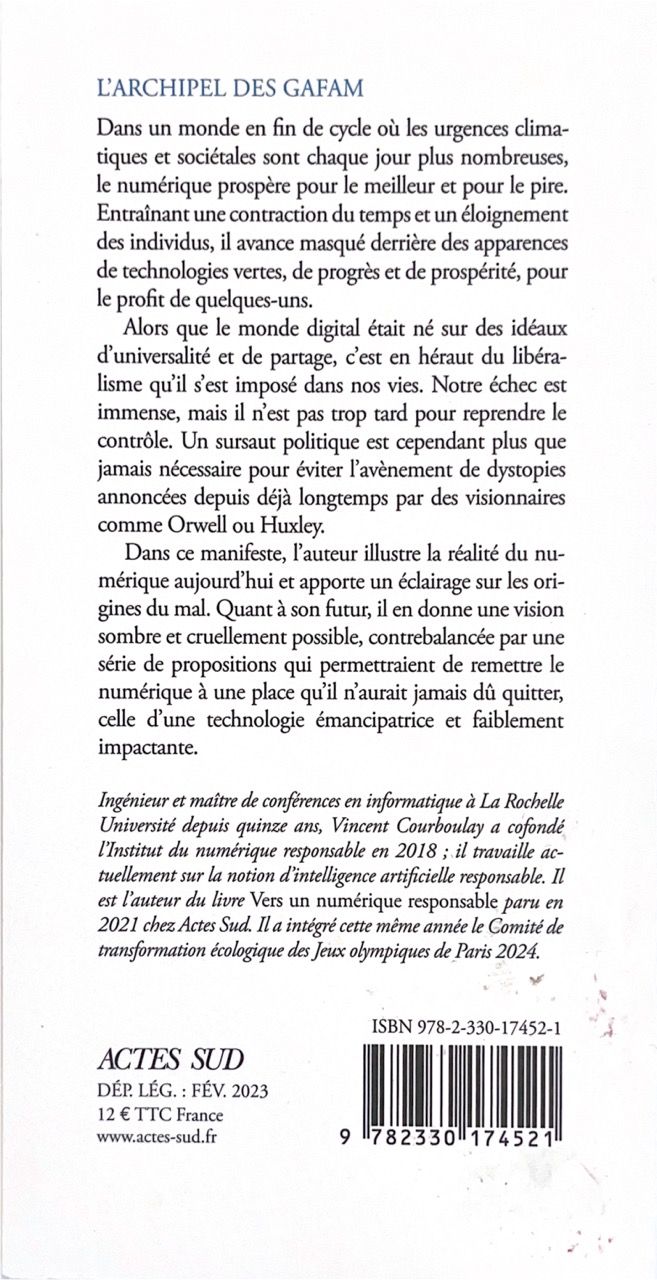 L'ARCHIPEL DES GAFAM
Dans un monde en fin de cycle où les urgences clima-
tiques et sociétales sont chaque jour plus nombreuses,
le numérique prospère pour le meilleur et pour le pire.
Entraînant une contraction du temps et un éloignement
des individus, il avance masqué derrière des apparences
de technologies vertes, de progrès et de prospérité, pour
le profit de quelques-uns.
Alors que le monde digital était né sur des idéaux
d'universalité et de partage, c'est en héraut du libéra-
lisme qu'il s'est imposé dans nos vies. Notre échec est
immense, mais il n'est pas trop tard pour reprendre le
contrôle. Un sursaut politique est cependant plus que
jamais nécessaire pour éviter l'avènement de dystopies
annoncées depuis déjà longtemps par des visionnaires
comme Orwell ou Huxley.
Dans ce manifeste, l'auteur illustre la réalité du nu-
mérique aujourd'hui et apporte un éclairage sur les ori-
gines du mal. Quant à son futur, il en donne une vision
sombre et cruellement possible, contrebalancée par une
série de propositions qui permettraient de remettre le
numérique à une place qu'il n'aurait jamais dû quitter,
celle d'une technologie émancipatrice et faiblement
impactante.
Ingénieur et maître de conférences en informatique à La Rochelle
Université depuis quinze ans, Vincent Courboulay a cofondé
l'Institut du numérique responsable en 2018 ; il travaille ac-
tuellement sur la notion d'intelligence artificielle responsable. Il
est l'auteur du livre Vers un numérique responsable paru en
2021 chez Actes Sud. Il a intégré cette même année le Comité de
transformation écologique des Jeux olympiques de Paris 2024.
ISBN 978-2-330-17452-1
ACTES SUD
DÉP. LÉG. : FÉV. 2023
12 € TTC France
www.actes-sud.fr
9 782330 174521